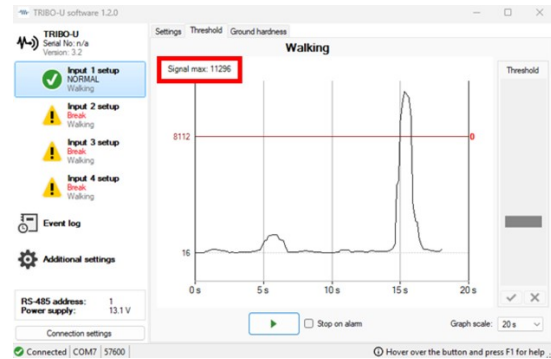 TRIBO-U software 1.2.0
TRIBO-U
Serial No: n/a
Version: 3.2
Input 1 setup
NORMAL
Walking
Input 2 setup
Break
Walking
Input 3 setup
Break
Walking
Input 4 setup
Break
Walking
Event log
Additional settings
RS-485 address: 1
Power supply: 13.1 V
Connection settings
Settings Threshold Ground hardness
Walking
Signal max: 11296
Threshold
8112
0
16
0 s 5 s 10 s 15 s 20 s
Stop on alarm
Graph scale: 20 s
Connected COM7 57600
Hover over the button and press F1 for help